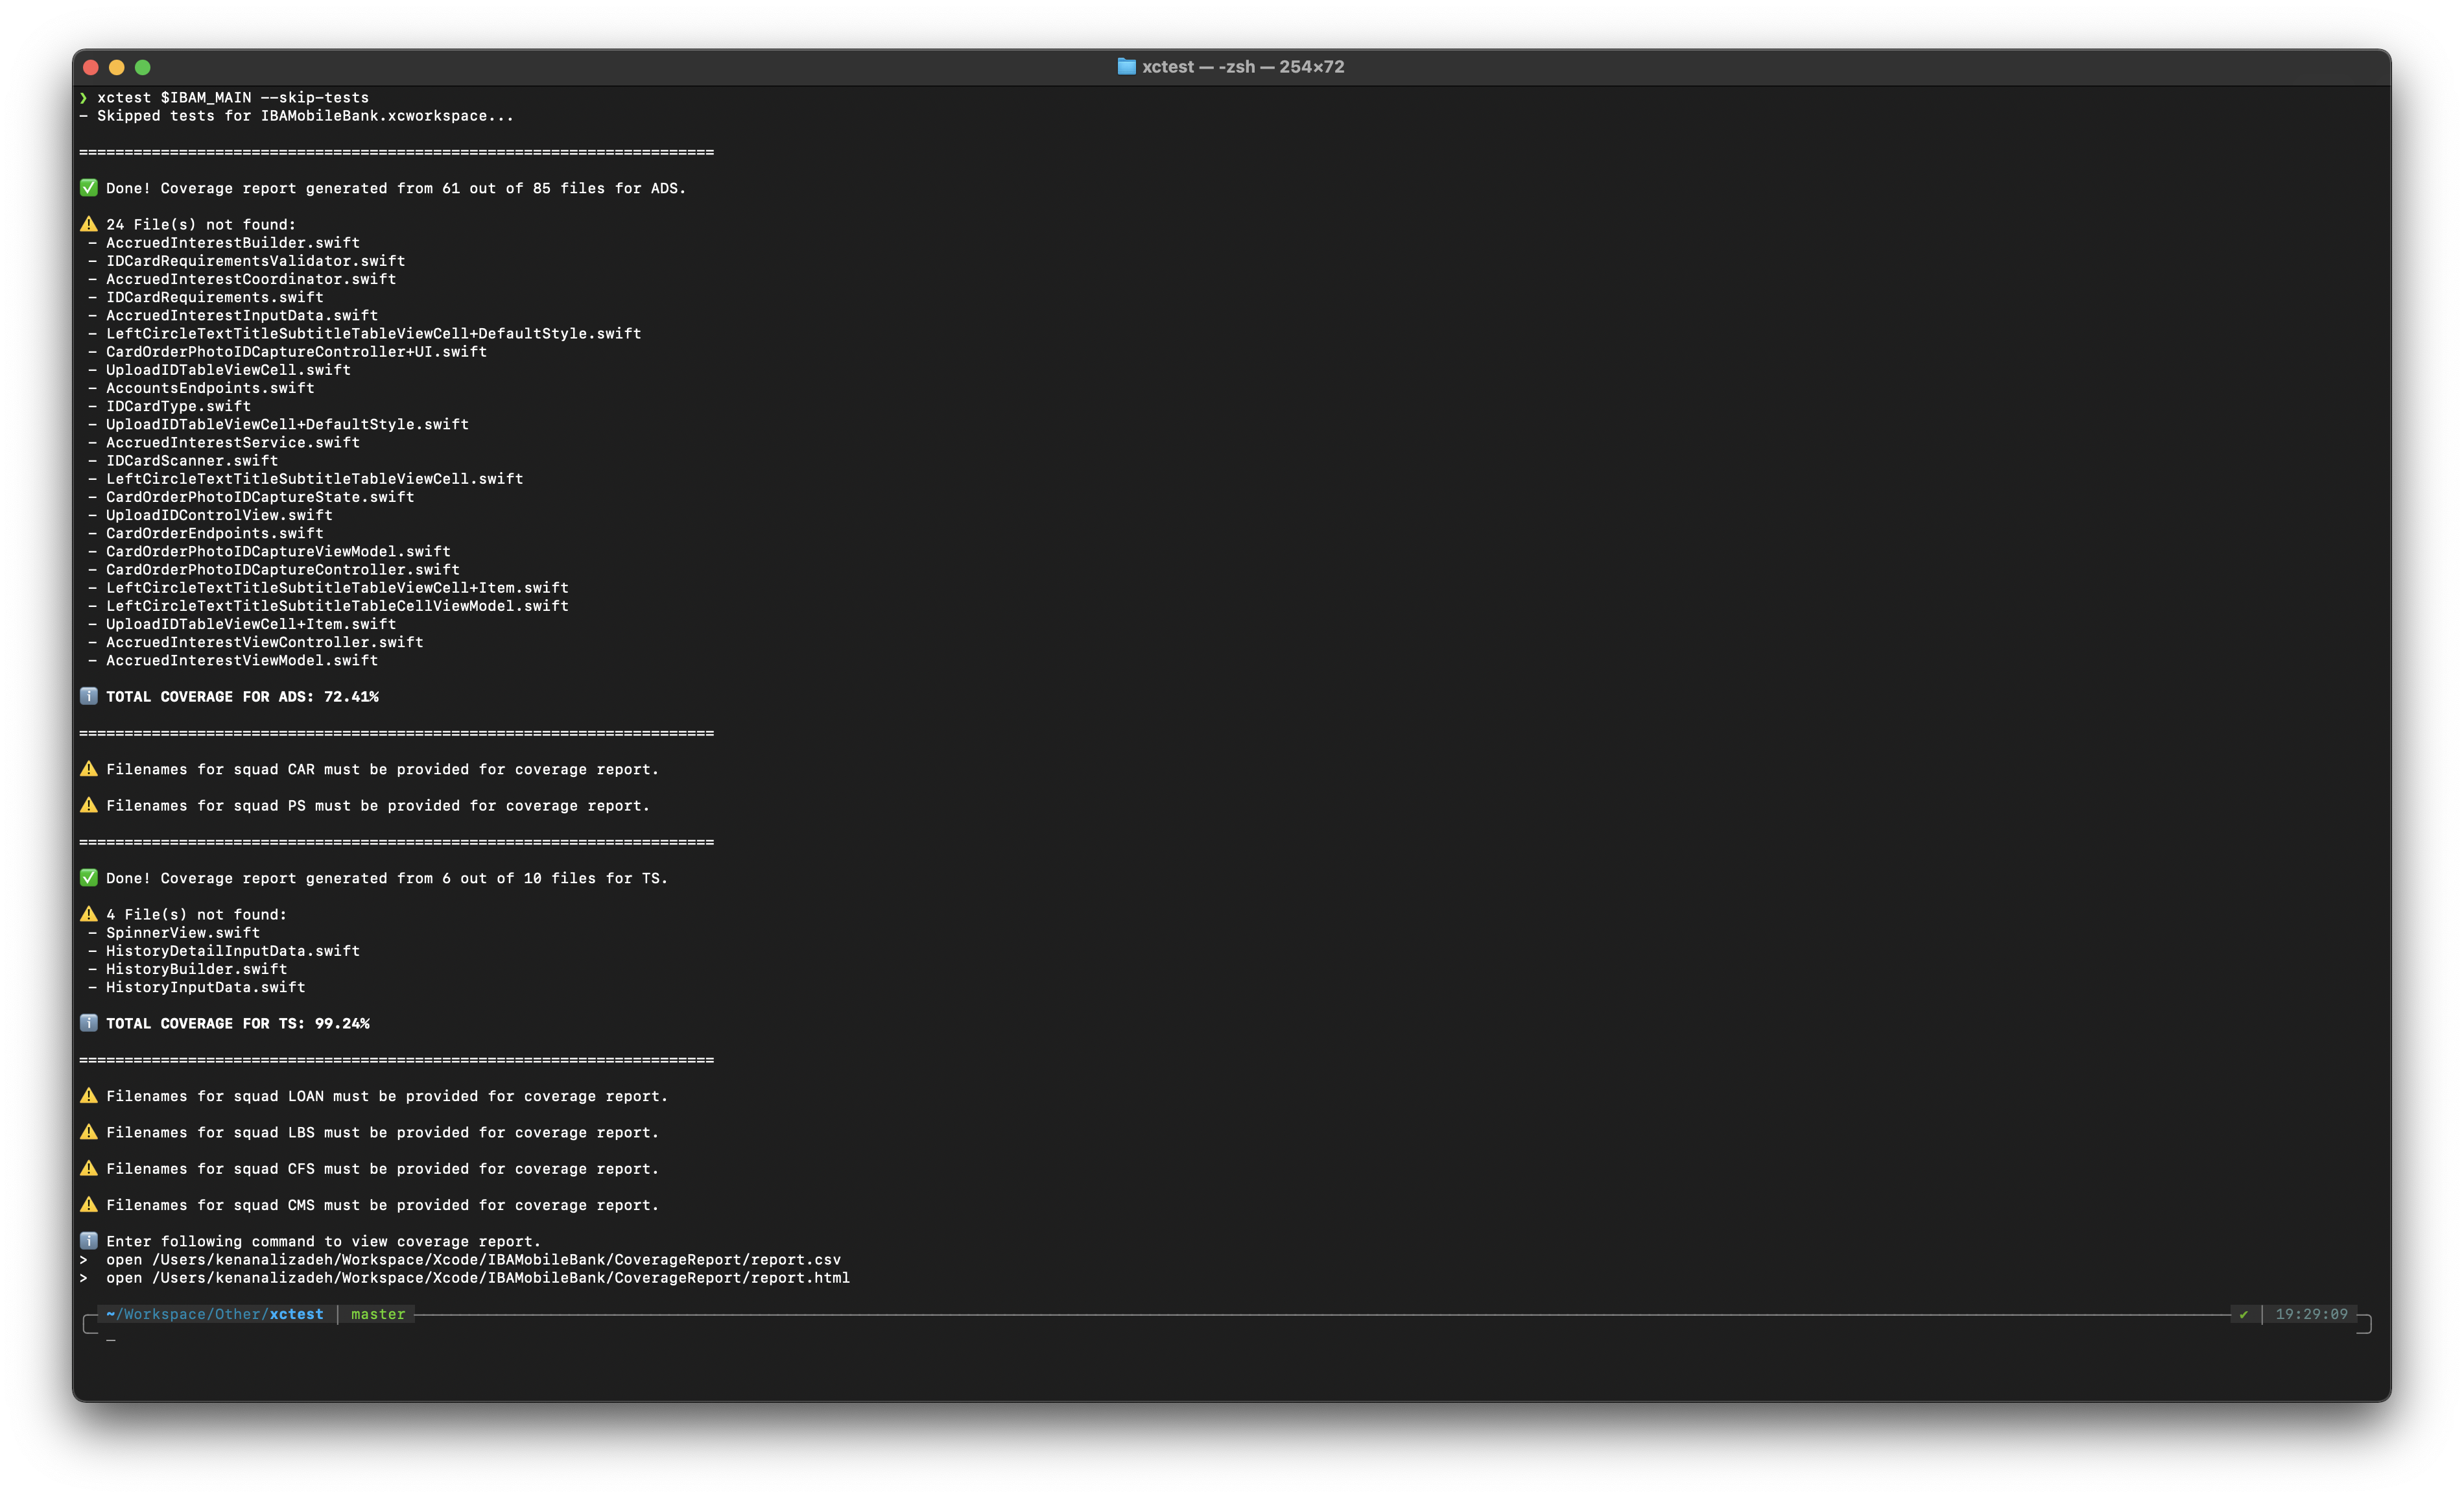 xctest — -zsh — 254×72
❯ xctest $IBAM_MAIN --skip-tests
- Skipped tests for IBAMobileBank.xcworkspace...
======================================================================
✅ Done! Coverage report generated from 61 out of 85 files for ADS.
⚠️ 24 File(s) not found:
- AccruedInterestBuilder.swift
- IDCardRequirementsValidator.swift
- AccruedInterestCoordinator.swift
- IDCardRequirements.swift
- AccruedInterestInputData.swift
- LeftCircleTextTitleSubtitleTableViewCell+DefaultStyle.swift
- CardOrderPhotoIDCaptureController+UI.swift
- UploadIDTableViewCell.swift
- AccountsEndpoints.swift
- IDCardType.swift
- UploadIDTableViewCell+DefaultStyle.swift
- AccruedInterestService.swift
- IDCardScanner.swift
- LeftCircleTextTitleSubtitleTableViewCell.swift
- CardOrderPhotoIDCaptureState.swift
- UploadIDControlView.swift
- CardOrderEndpoints.swift
- CardOrderPhotoIDCaptureViewModel.swift
- CardOrderPhotoIDCaptureController.swift
- LeftCircleTextTitleSubtitleTableViewCell+Item.swift
- LeftCircleTextTitleSubtitleTableCellViewModel.swift
- UploadIDTableViewCell+Item.swift
- AccruedInterestViewController.swift
- AccruedInterestViewModel.swift
ℹ️ TOTAL COVERAGE FOR ADS: 72.41%
======================================================================
⚠️ Filenames for squad CAR must be provided for coverage report.
⚠️ Filenames for squad PS must be provided for coverage report.
======================================================================
✅ Done! Coverage report generated from 6 out of 10 files for TS.
⚠️ 4 File(s) not found:
- SpinnerView.swift
- HistoryDetailInputData.swift
- HistoryBuilder.swift
- HistoryInputData.swift
ℹ️ TOTAL COVERAGE FOR TS: 99.24%
======================================================================
⚠️ Filenames for squad LOAN must be provided for coverage report.
⚠️ Filenames for squad LBS must be provided for coverage report.
⚠️ Filenames for squad CFS must be provided for coverage report.
⚠️ Filenames for squad CMS must be provided for coverage report.
ℹ️ Enter following command to view coverage report.
> open /Users/kenanalizadeh/Workspace/Xcode/IBAMobileBank/CoverageReport/report.csv
> open /Users/kenanalizadeh/Workspace/Xcode/IBAMobileBank/CoverageReport/report.html
~/Workspace/Other/xctest | master ✔ | 19:29:09